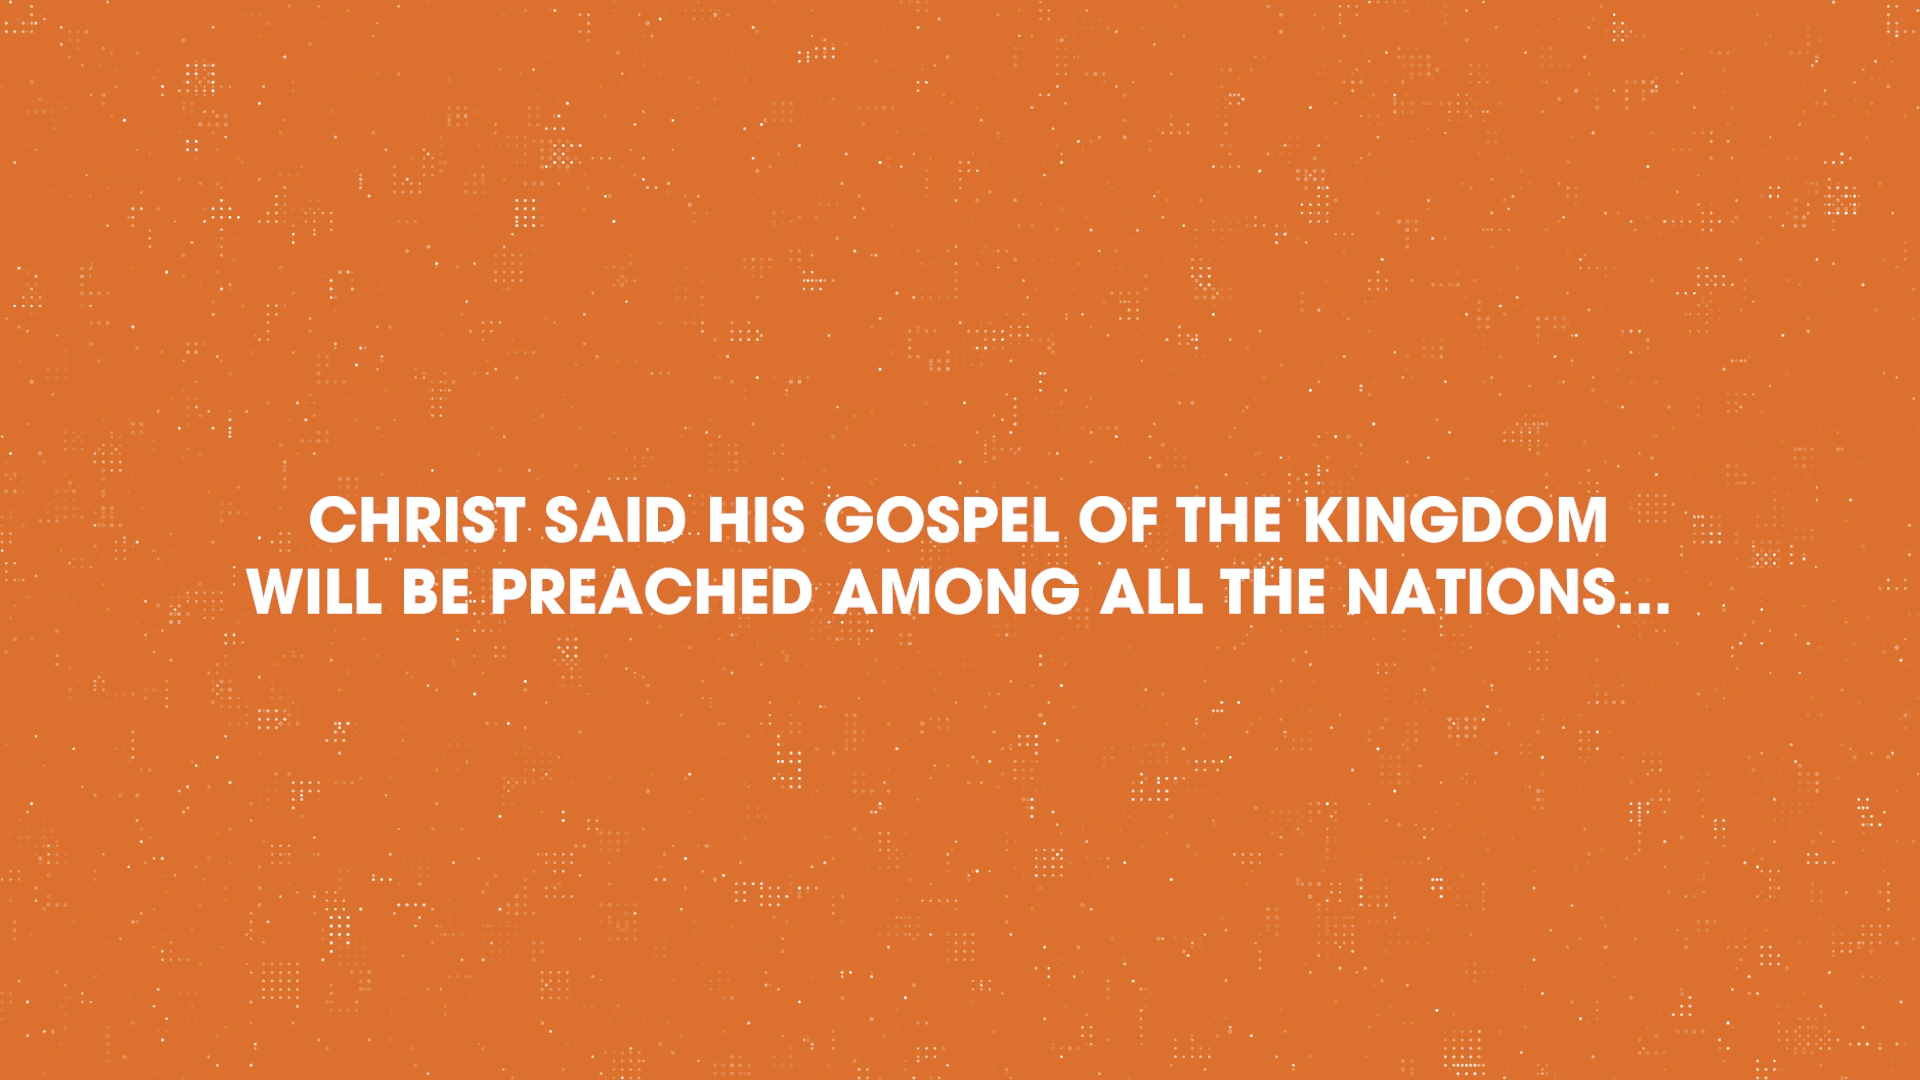 CHRIST SAID HIS GOSPEL OF THE KINGDOM
WILL BE PREACHED AMONG ALL THE NATIONS...